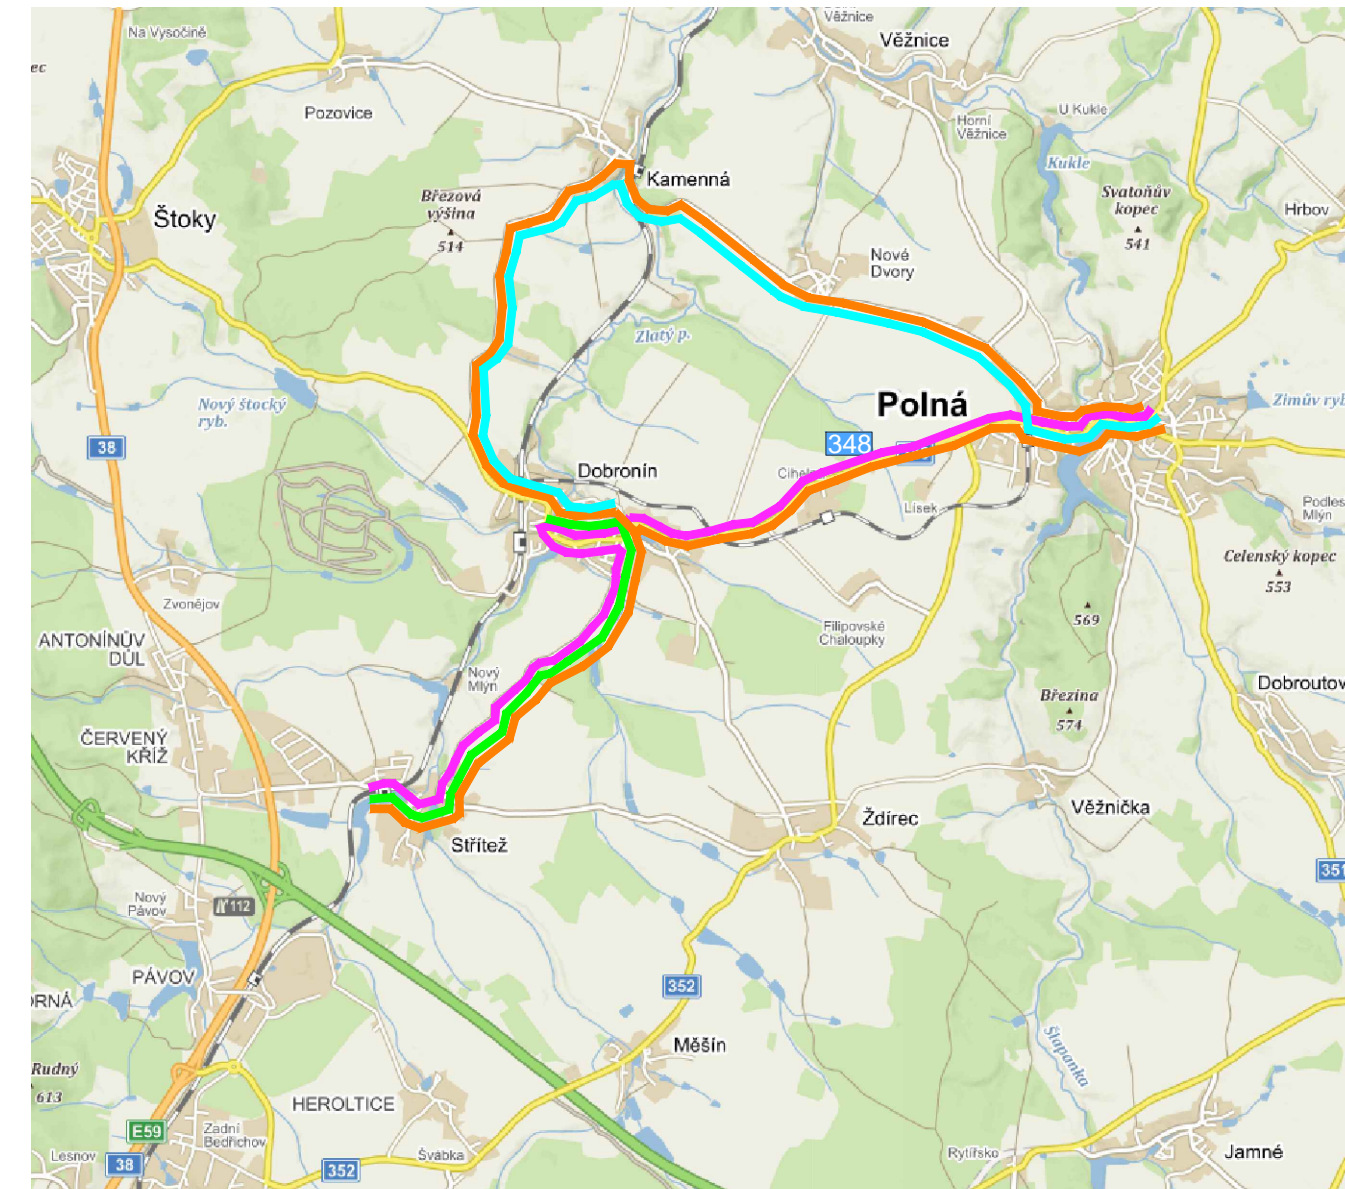 Na Vysočině
Věžnice
Věžnice
Pozovice
U Kukle
Horní
Věžnice
Kukle
Kamenná
Březová
výšina
514
Svatoňův
kopec
541
Hrbov
Štoky
Nové
Dvory
Zlatý p.
Nový štocký
ryb.
Polná
Zimův ryb
38
348
Dobronín
Lísek
Podles
Mlýn
Celenský kopec
553
Zvonějov
569
Filipovské
Chaloupky
ANTONÍNŮV
DŮL
Nový
Mlýn
Dobroutov
Březina
574
ČERVENÝ
KŘÍŽ
Věžnička
Ždírec
Střítež
351
Nový
Pávov
112
PÁVOV
352
Měšín
Rudný
613
Šlapanka
HEROLTICE
E59
Zadní
Bedřichov
Lesnov
38
352
Švábka
Rytířsko
Jamné